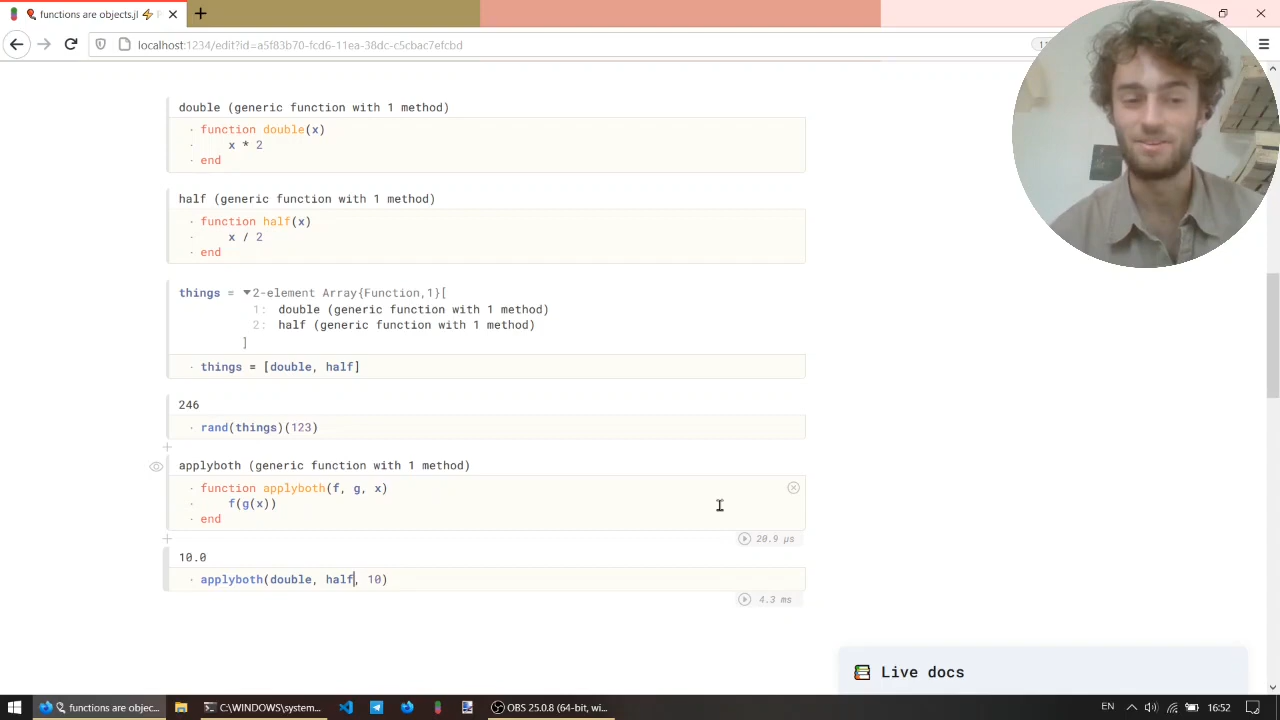 functions are objects.jl
localhost:1234/edit?id=a5f83b70-fcd6-11ea-38dc-c5cbac7efcbd
double (generic function with 1 method)
function double(x)
x * 2
end
half (generic function with 1 method)
function half(x)
x / 2
end
things = 2-element Array{Function,1}[
1: double (generic function with 1 method)
2: half (generic function with 1 method)
]
things = [double, half]
246
rand(things)(123)
applyboth (generic function with 1 method)
function applyboth(f, g, x)
f(g(x))
end
20.9 μs
10.0
applyboth(double, half, 10)
4.3 ms
Live docs
functions are objec...
C:\WINDOWS\system...
OBS 25.0.8 (64-bit, wi...
EN
16:52